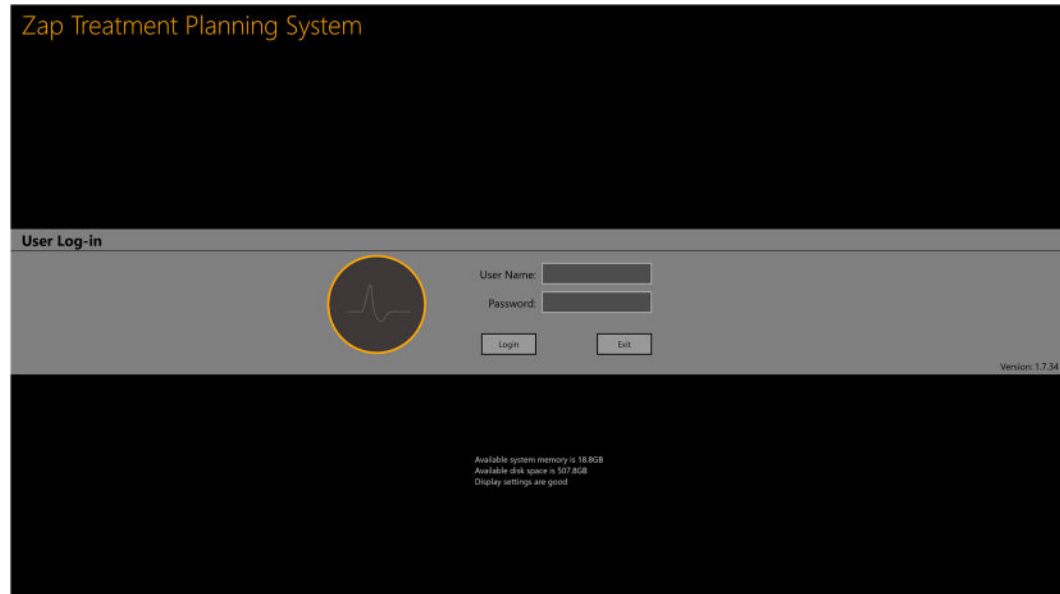 Zap Treatment Planning System
User Log-in
User Name:
Password:
Login Exit
Version: 1.7.34
Available system memory is 18.8GB
Available disk space is 507.8GB
Display settings are good